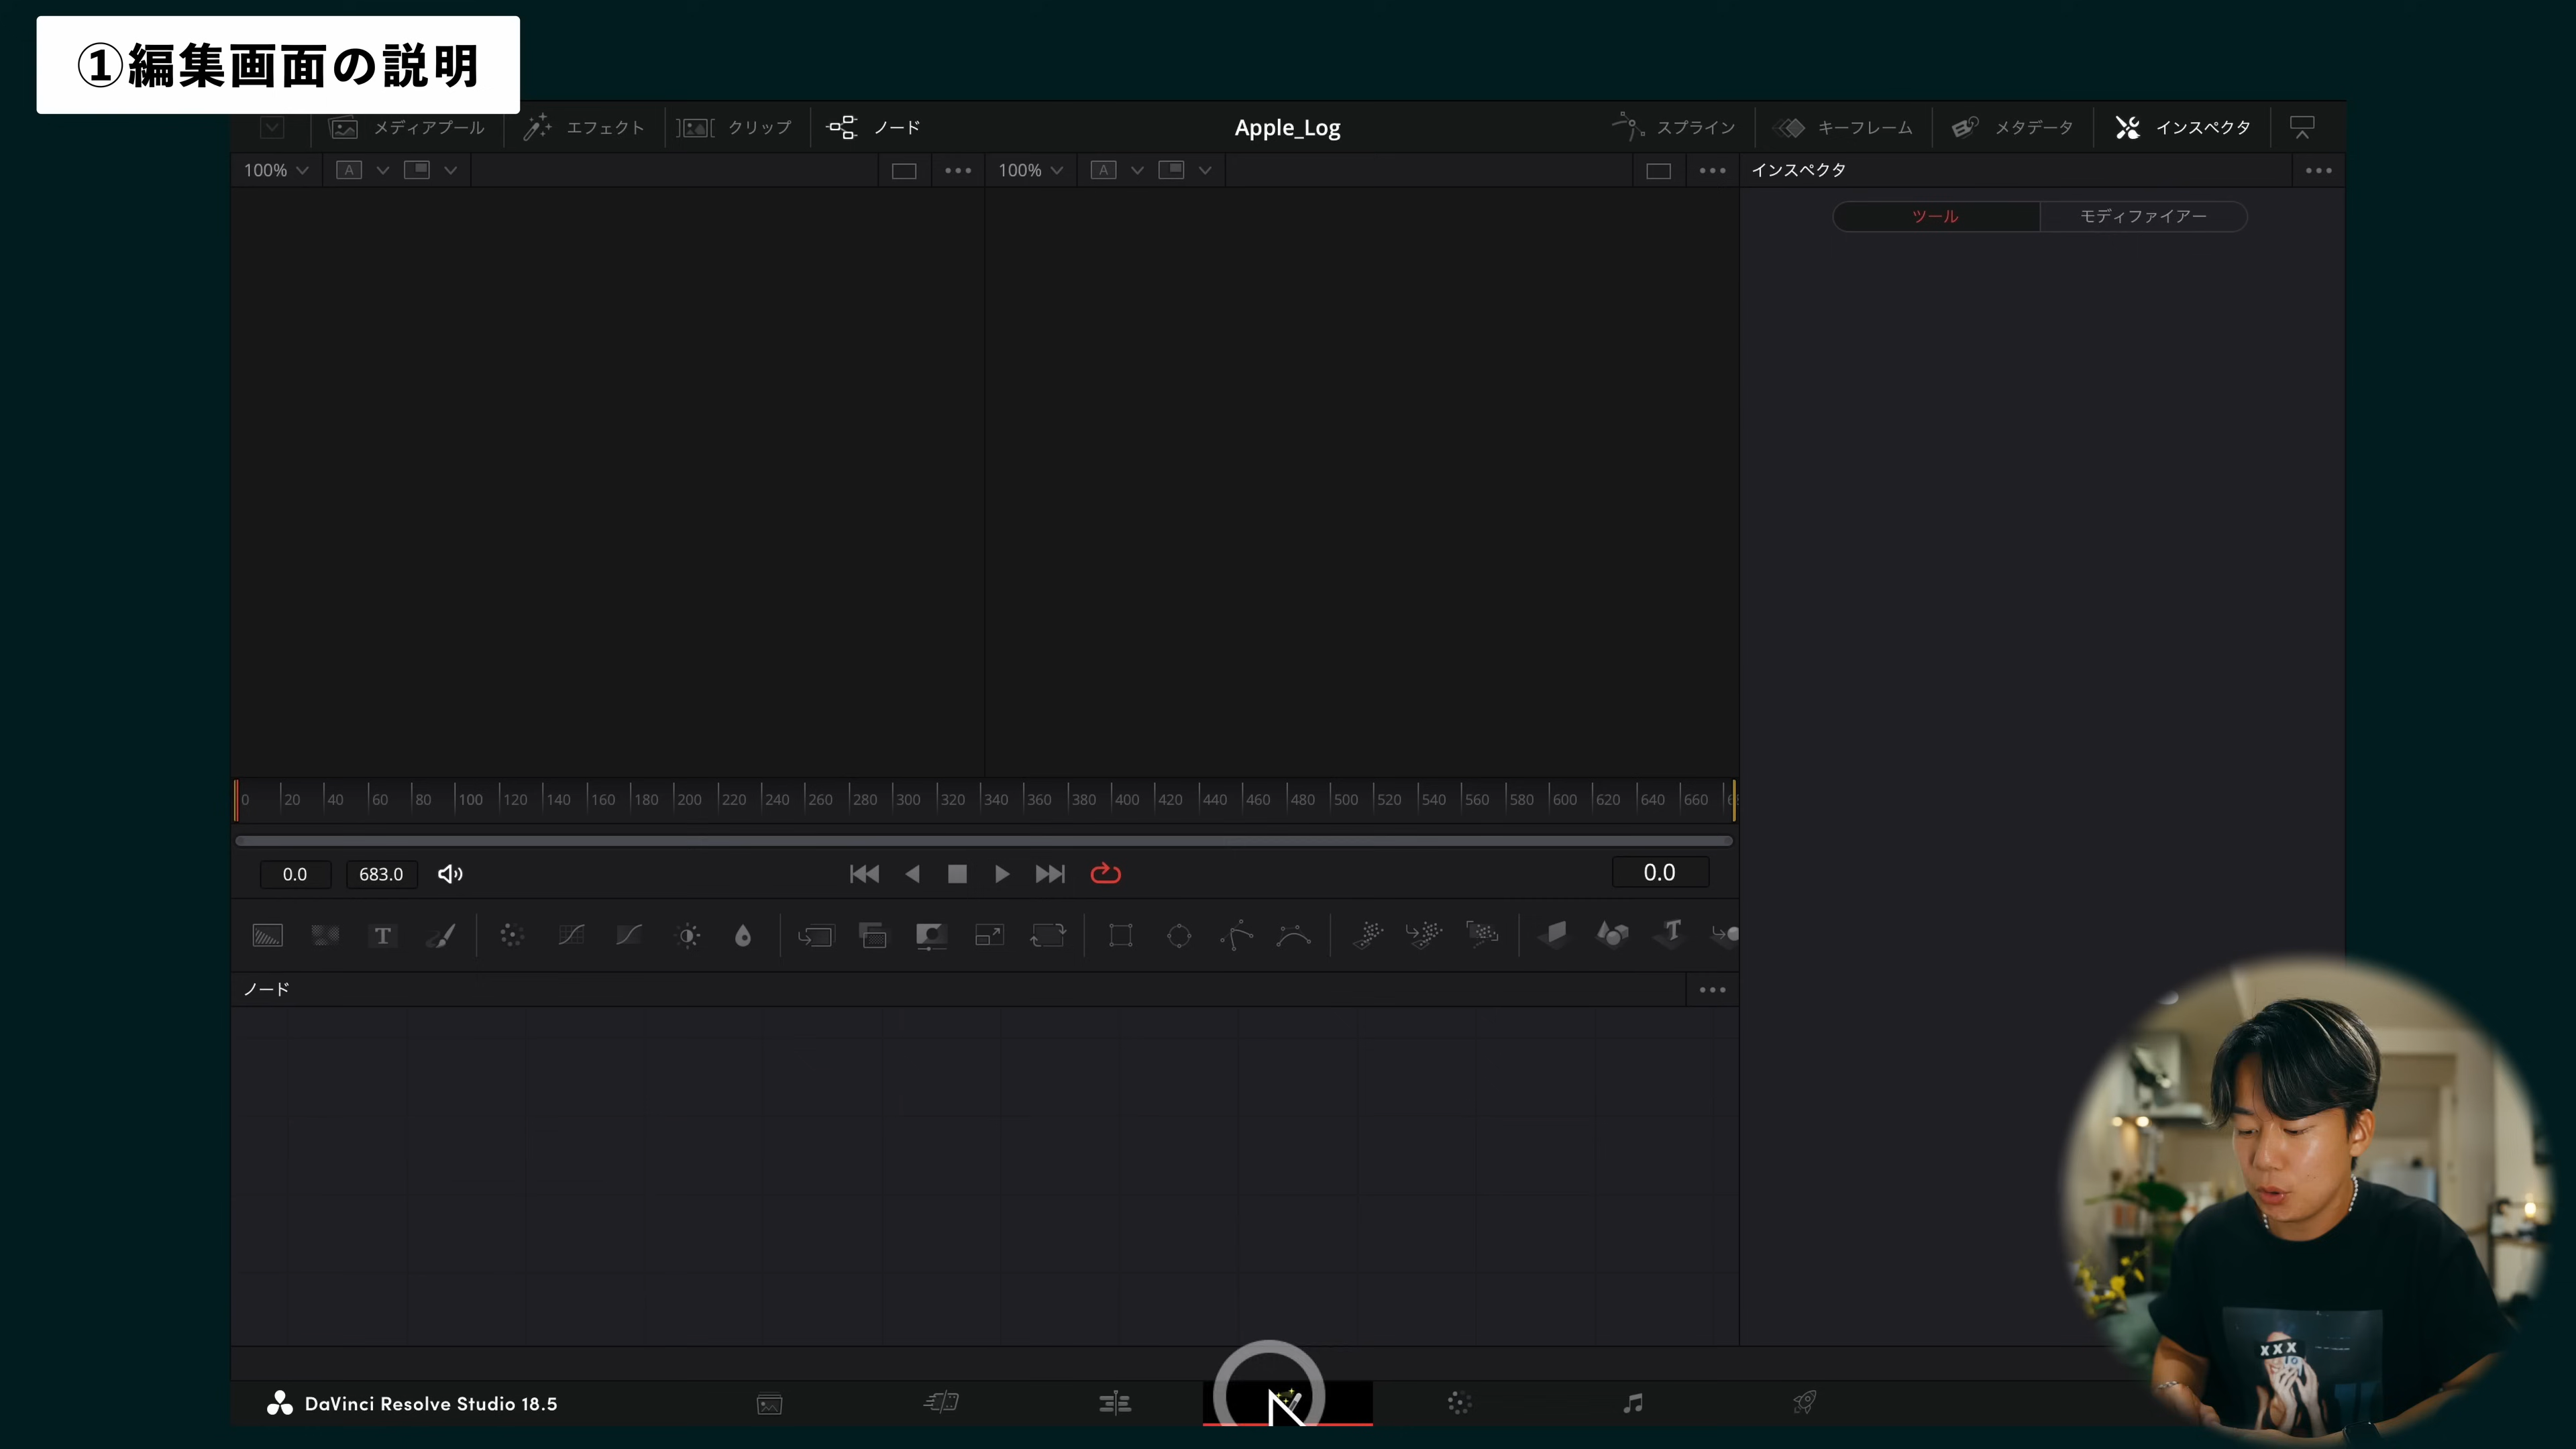 ①編集画面の説明
メディアプール エフェクト クリップ ノード Apple_Log スプライン キーフレーム メタデータ インスペクタ
100% A 100% A インスペクタ
ツール モディファイアー
0 20 40 60 80 100 120 140 160 180 200 220 240 260 280 300 320 340 360 380 400 420 440 460 480 500 520 540 560 580 600 620 640 660
0.0 683.0 0.0
T T
ノード
XXX
DaVinci Resolve Studio 18.5